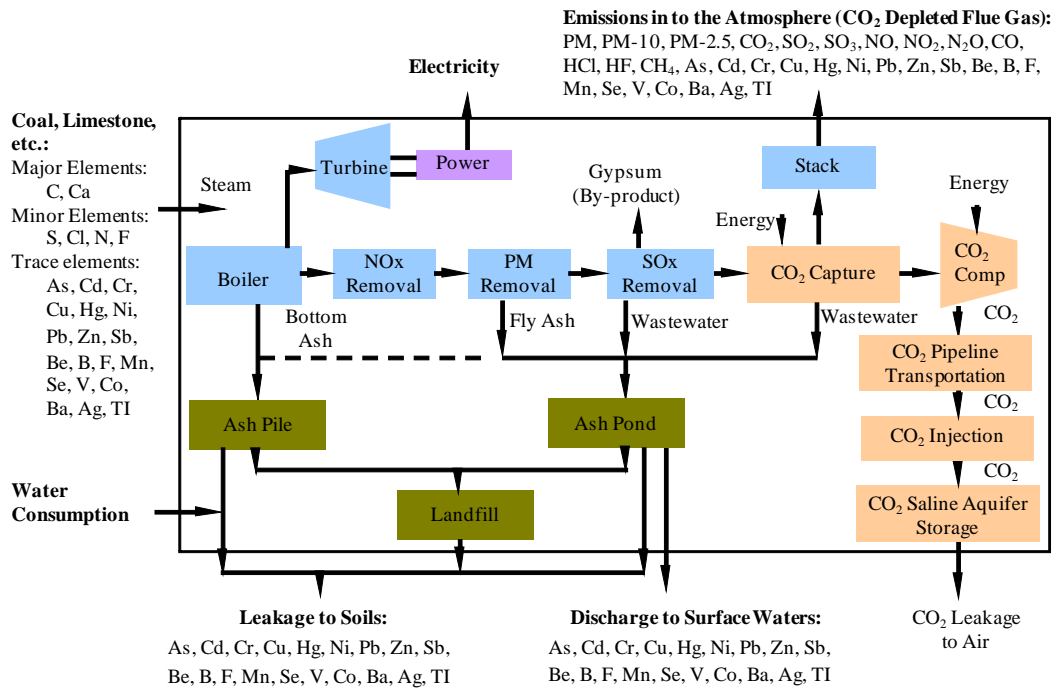 Emissions in to the Atmosphere (CO₂ Depleted Flue Gas):
PM, PM-10, PM-2.5, CO₂, SO₂, SO₃, NO, NO₂, N₂O, CO,
HCl, HF, CH₄, As, Cd, Cr, Cu, Hg, Ni, Pb, Zn, Sb, Be, B, F,
Mn, Se, V, Co, Ba, Ag, TI
Electricity
Coal, Limestone,
etc.:
Major Elements:
C, Ca
Minor Elements:
S, Cl, N, F
Trace elements:
As, Cd, Cr,
Cu, Hg, Ni,
Pb, Zn, Sb,
Be, B, F, Mn,
Se, V, Co,
Ba, Ag, TI
Water
Consumption
Steam
Turbine
Power
Gypsum
(By-product)
Stack
Energy
Energy
Boiler
NOx
Removal
PM
Removal
SOx
Removal
CO₂ Capture
CO₂
Comp
Bottom
Ash
Fly Ash
Wastewater
Wastewater
CO₂
CO₂ Pipeline
Transportation
CO₂
CO₂ Injection
CO₂
CO₂ Saline Aquifer
Storage
Ash Pile
Ash Pond
Landfill
Leakage to Soils:
As, Cd, Cr, Cu, Hg, Ni, Pb, Zn, Sb,
Be, B, F, Mn, Se, V, Co, Ba, Ag, TI
Discharge to Surface Waters:
As, Cd, Cr, Cu, Hg, Ni, Pb, Zn, Sb,
Be, B, F, Mn, Se, V, Co, Ba, Ag, TI
CO₂ Leakage
to Air